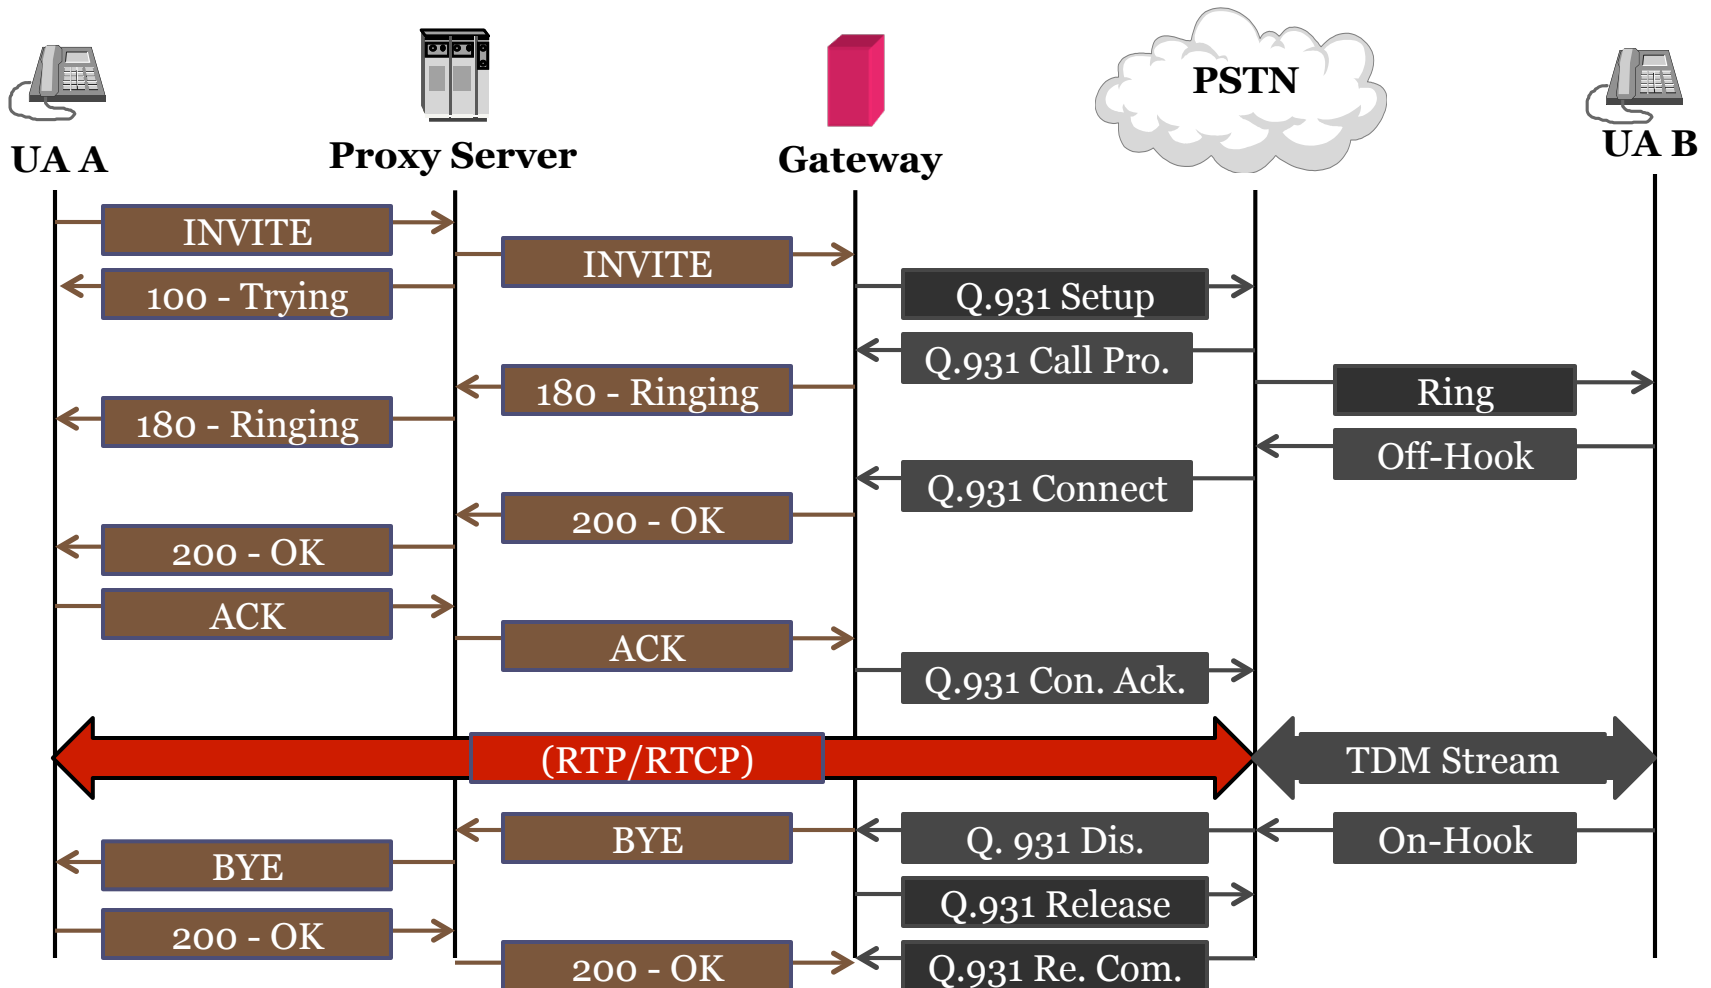 PSTN
UA A
Proxy Server
Gateway
UA B
INVITE
INVITE
100 - Trying
Q.931 Setup
Q.931 Call Pro.
180 - Ringing
Ring
180 - Ringing
Off-Hook
Q.931 Connect
200 - OK
200 - OK
ACK
ACK
Q.931 Con. Ack.
(RTP/RTCP)
TDM Stream
BYE
Q. 931 Dis.
On-Hook
BYE
Q.931 Release
200 - OK
200 - OK
Q.931 Re. Com.